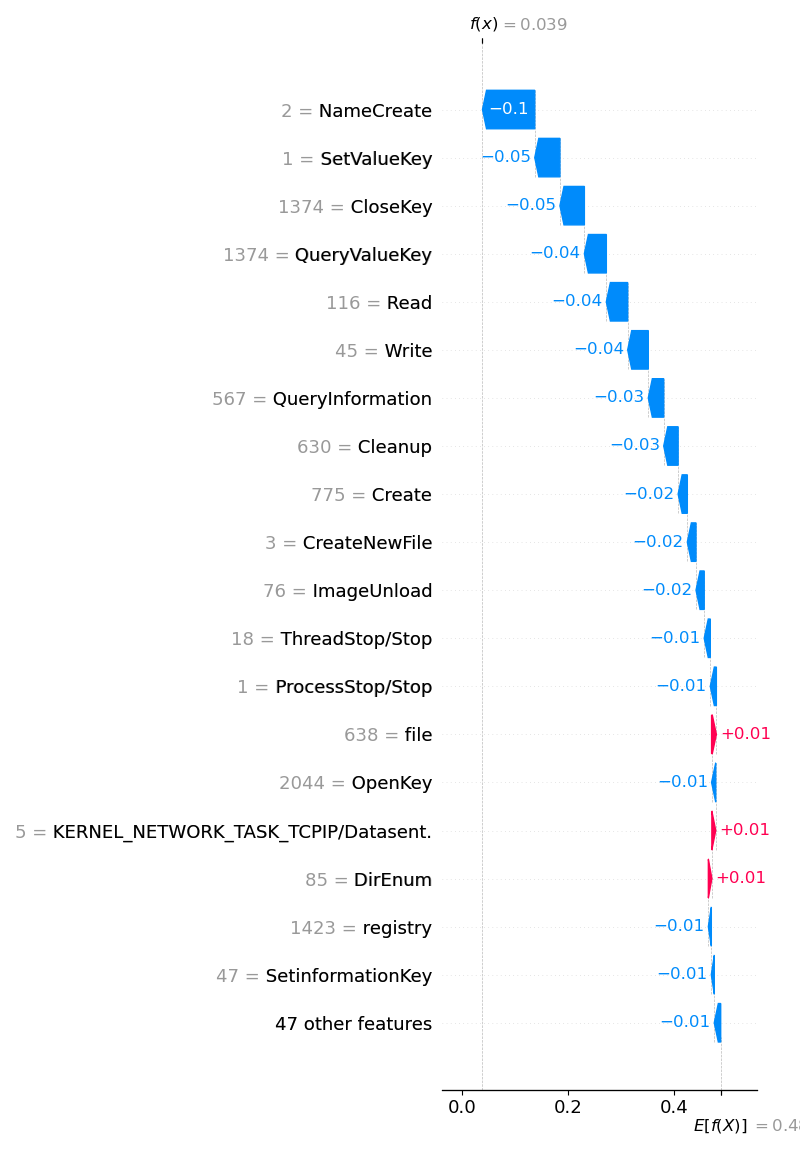 f(x) = 0.039
2 = NameCreate −0.1
1 = SetValueKey −0.05
1374 = CloseKey −0.05
1374 = QueryValueKey −0.04
116 = Read −0.04
45 = Write −0.04
567 = QueryInformation −0.03
630 = Cleanup −0.03
775 = Create −0.02
3 = CreateNewFile −0.02
76 = ImageUnload −0.02
18 = ThreadStop/Stop −0.01
1 = ProcessStop/Stop −0.01
638 = file +0.01
2044 = OpenKey −0.01
5 = KERNEL_NETWORK_TASK_TCPIP/Datasent. +0.01
85 = DirEnum +0.01
1423 = registry −0.01
47 = SetinformationKey −0.01
47 other features −0.01
0.0 0.2 0.4
E[f(X)] =